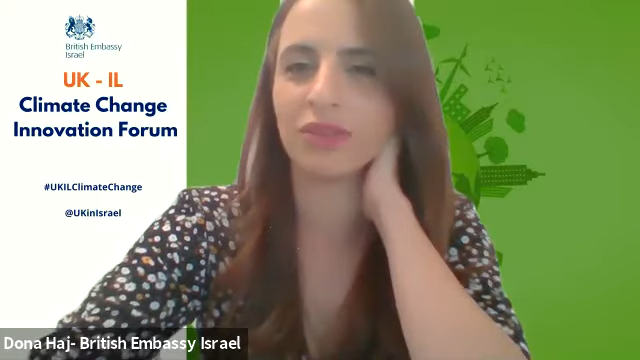 British Embassy
Israel
UK - IL
Climate Change
Innovation Forum
#UKILClimateChange
@UKinIsrael
Dona Haj- British Embassy Israel